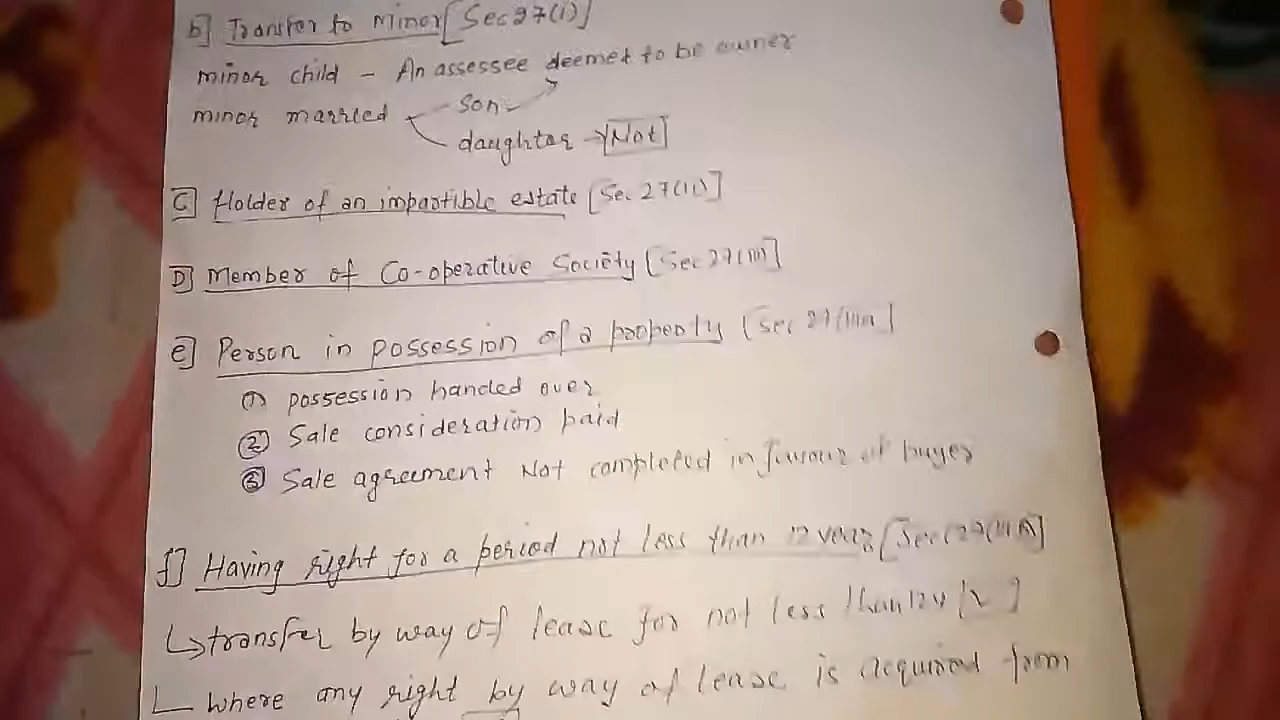 b] Transfer to Minor [Sec 27(i)]
minor child - An assessee deemed to be owner
minor married son
daughter → Not
C] Holder of an impartible estate [Sec 27(ii)]
D] Member of Co-operative Society [Sec 27(iii)]
e] Person in possession of a property [Sec 27(iiia]
① possession handed over
② Sale consideration paid
③ Sale agreement Not completed in favour of buyer
f] Having right for a period not less than 12 years [Sec (27(iiib)]
↳ transfer by way of lease for not less than 12y
Where any right by way of lease is acquired from